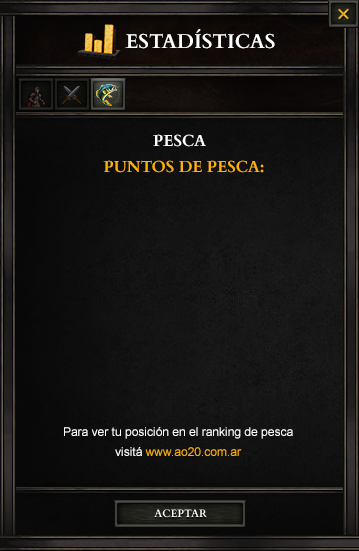 ESTADÍSTICAS
PESCA
PUNTOS DE PESCA:
Para ver tu posición en el ranking de pesca
visitá www.ao20.com.ar
ACEPTAR